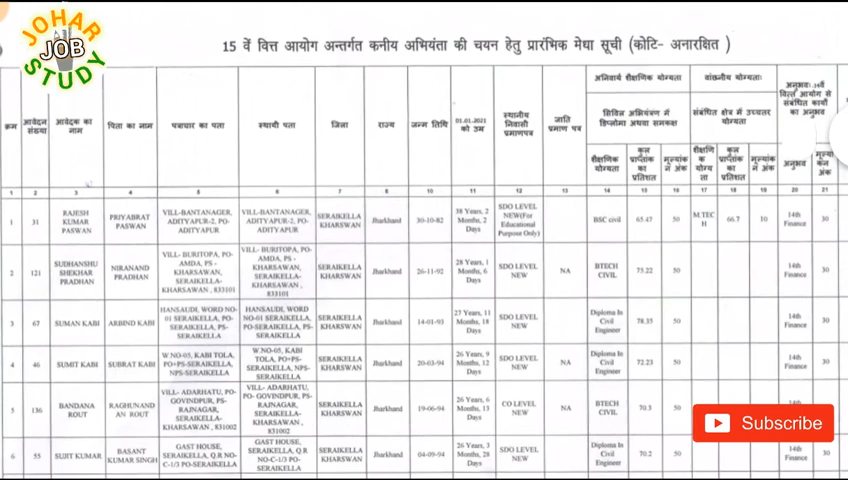 JOHAR
JOB
STUDY
15 वें वित्त आयोग अन्तर्गत कनीय अभियंता की चयन हेतु प्रारंभिक मेधा सूची (कोटि- अनारक्षित )
क्रम आवेदन संख्या आवेदक का नाम पिता का नाम पत्राचार का पता स्थायी पता जिला राज्य जन्म तिथि 01.01.2021 को उम्र स्थानीय निवासी प्रमाणपत्र जाति प्रमाण पत्र
अनिवार्य शैक्षणिक योग्यता वांछनीय योग्यताः
सिविल अभियंत्रण में डिप्लोमा अथवा समकक्ष संबंधित क्षेत्र में उच्चतर योग्यता
वित्त आयोग से संबंधित कार्यों का अनुभव
शैक्षणिक योग्यता कुल प्राप्तांक का प्रतिशत मूल्यांकन अंक शैक्षणिक योग्यता कुल प्राप्तांक का प्रतिशत मूल्यांकन अंक अनुभव मूल्यांकन अंक
1 2 3 4 5 6 7 8 10 11 12 13 14 15 16 17 18 19 20 21
1 31 RAJESH KUMAR PASWAN PRIYABRAT PASWAN VILL-BANTANAGER, ADITYAPUR-2, PO-ADITYAPUR VILL-BANTANAGER, ADITYAPUR-2, PO-ADITYAPUR SERAIKELLA KHARSWAN Jharkhand 30-10-82 38 Years, 2 Months, 2 Days SDO LEVEL NEW(For Educational Purpose Only) BSC civil 65.47 50 M.TECH 66.7 10 14th Finance 30
2 121 SUDHANSHU SHEKHAR PRADHAN NIRANAND PRADHAN VILL- BURITOPA, PO-AMDA, PS - KHARSAWAN, SERAIKELLA-KHARSAWAN , 833101 VILL- BURITOPA, PO-AMDA, PS - KHARSAWAN, SERAIKELLA-KHARSAWAN , 833101 SERAIKELLA KHARSWAN Jharkhand 26-11-92 28 Years, 1 Months, 6 Days SDO LEVEL NEW NA BTECH CIVIL 75.22 50 14th Finance 30
3 67 SUMAN KABI ARBIND KABI HANSAUDI, WORD NO-01 SERAIKELLA, PO-SERAIKELLA, PS-SERAIKELLA HANSAUDI, WORD NO-01 SERAIKELLA, PO-SERAIKELLA, PS-SERAIKELLA SERAIKELLA KHARSWAN Jharkhand 14-01-93 27 Years, 11 Months, 18 Days SDO LEVEL NEW Diploma In Civil Engineer 78.35 50 14th Finance 30
4 46 SUMIT KABI SUBRAT KABI W.NO-05, KABI TOLA, PO+PS-SERAIKELLA, NPS-SERAIKELLA W.NO-05, KABI TOLA, PO+PS-SERAIKELLA, NPS-SERAIKELLA SERAIKELLA KHARSWAN Jharkhand 20-03-94 26 Years, 9 Months, 12 Days SDO LEVEL NEW NA Diploma In Civil Engineer 72.23 50 14th Finance 30
5 136 BANDANA ROUT RAGHUNANDAN ROUT VILL- ADARHATU, PO-GOVINDPUR, PS-RAJNAGAR, SERAIKELLA-KHARSAWAN , 831002 VILL- ADARHATU, PO-GOVINDPUR, PS-RAJNAGAR, SERAIKELLA-KHARSAWAN , 831002 SERAIKELLA KHARSWAN Jharkhand 19-06-94 26 Years, 6 Months, 13 Days CO LEVEL NEW NA BTECH CIVIL 70.3 50
6 55 SUJIT KUMAR BASANT KUMAR SINGH GAST HOUSE, SERAIKELLA, Q.R NO-C-1/3 PO-SERAIKELLA GAST HOUSE, SERAIKELLA, Q.R NO-C-1/3 PO-SERAIKELLA SERAIKELLA KHARSWAN Jharkhand 04-09-94 26 Years, 3 Months, 28 Days SDO LEVEL NEW Diploma In Civil Engineer 70.2 50 14th Finance 30
Subscribe